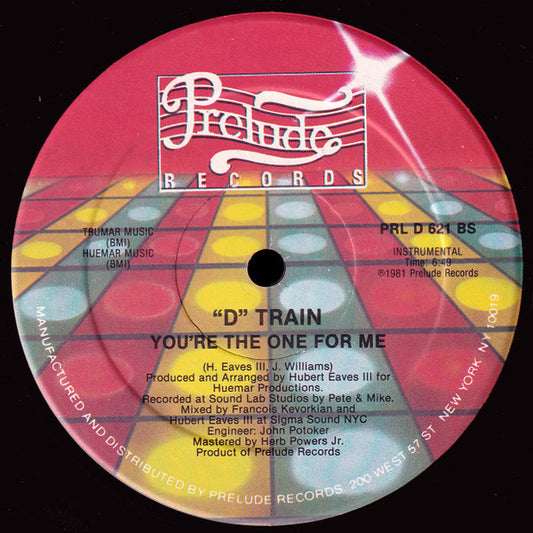 Prelude
RECORDS
TRUMAR MUSIC
(BMI)
HUEMAR MUSIC
(BMI)
PRL D 621 BS
INSTRUMENTAL
Time: 6:49
℗1981 Prelude Records
"D" TRAIN
YOU'RE THE ONE FOR ME
(H. Eaves III, J. Williams)
Produced and Arranged by Hubert Eaves III for
Huemar Productions.
Recorded at Sound Lab Studios by Pete & Mike.
Mixed by Francois Kevorkian and
Hubert Eaves III at Sigma Sound NYC
Engineer: John Potoker
Mastered by Herb Powers Jr.
Product of Prelude Records
MANUFACTURED AND DISTRIBUTED BY PRELUDE RECORDS, 200 WEST 57 ST. NEW YORK, NY 10019